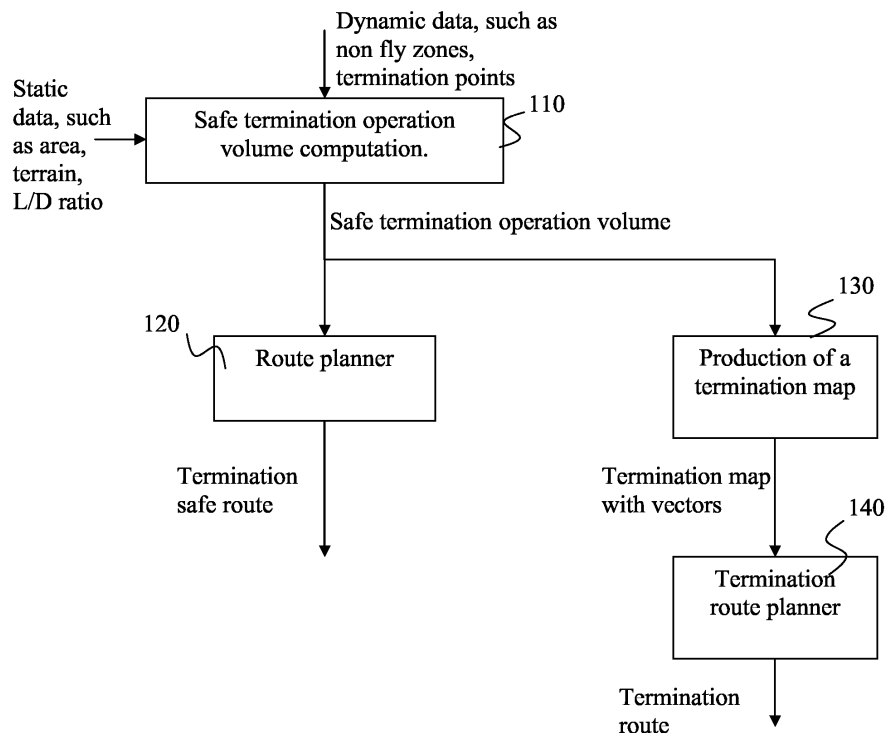 Dynamic data, such as
non fly zones,
termination points
Static
data, such
as area,
terrain,
L/D ratio
110
Safe termination operation
volume computation.
Safe termination operation volume
130
120
Route planner
Production of a
termination map
Termination
safe route
Termination map
with vectors
140
Termination
route planner
Termination
route